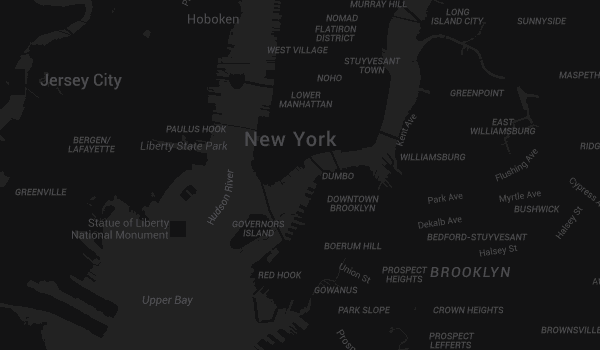 MURRAY HILL
Hoboken
NOMAD
LONG
ISLAND CITY
SUNNYSIDE
FLATIRON
DISTRICT
WEST VILLAGE
STUYVESANT
TOWN
Jersey City
NOHO
MASPETH
LOWER
MANHATTAN
GREENPOINT
PAULUS HOOK
New York
Kent Ave
EAST
WILLIAMSBURG
BERGEN/
LAFAYETTE
Liberty State Park
WILLIAMSBURG
Flushing Ave
DUMBO
GREENVILLE
Hudson River
DOWNTOWN
BROOKLYN
Park Ave
Myrtle Ave
BUSHWICK
Statue of Liberty
National Monument
GOVERNORS
ISLAND
Dekalb Ave
Halsey St
BEDFORD-STUYVESANT
BOERUM HILL
Halsey St
RED HOOK
Union St
PROSPECT
HEIGHTS
BROOKLYN
GOWANUS
Upper Bay
PARK SLOPE
CROWN HEIGHTS
BROWNSVILLE
PROSPECT
LEFFERTS